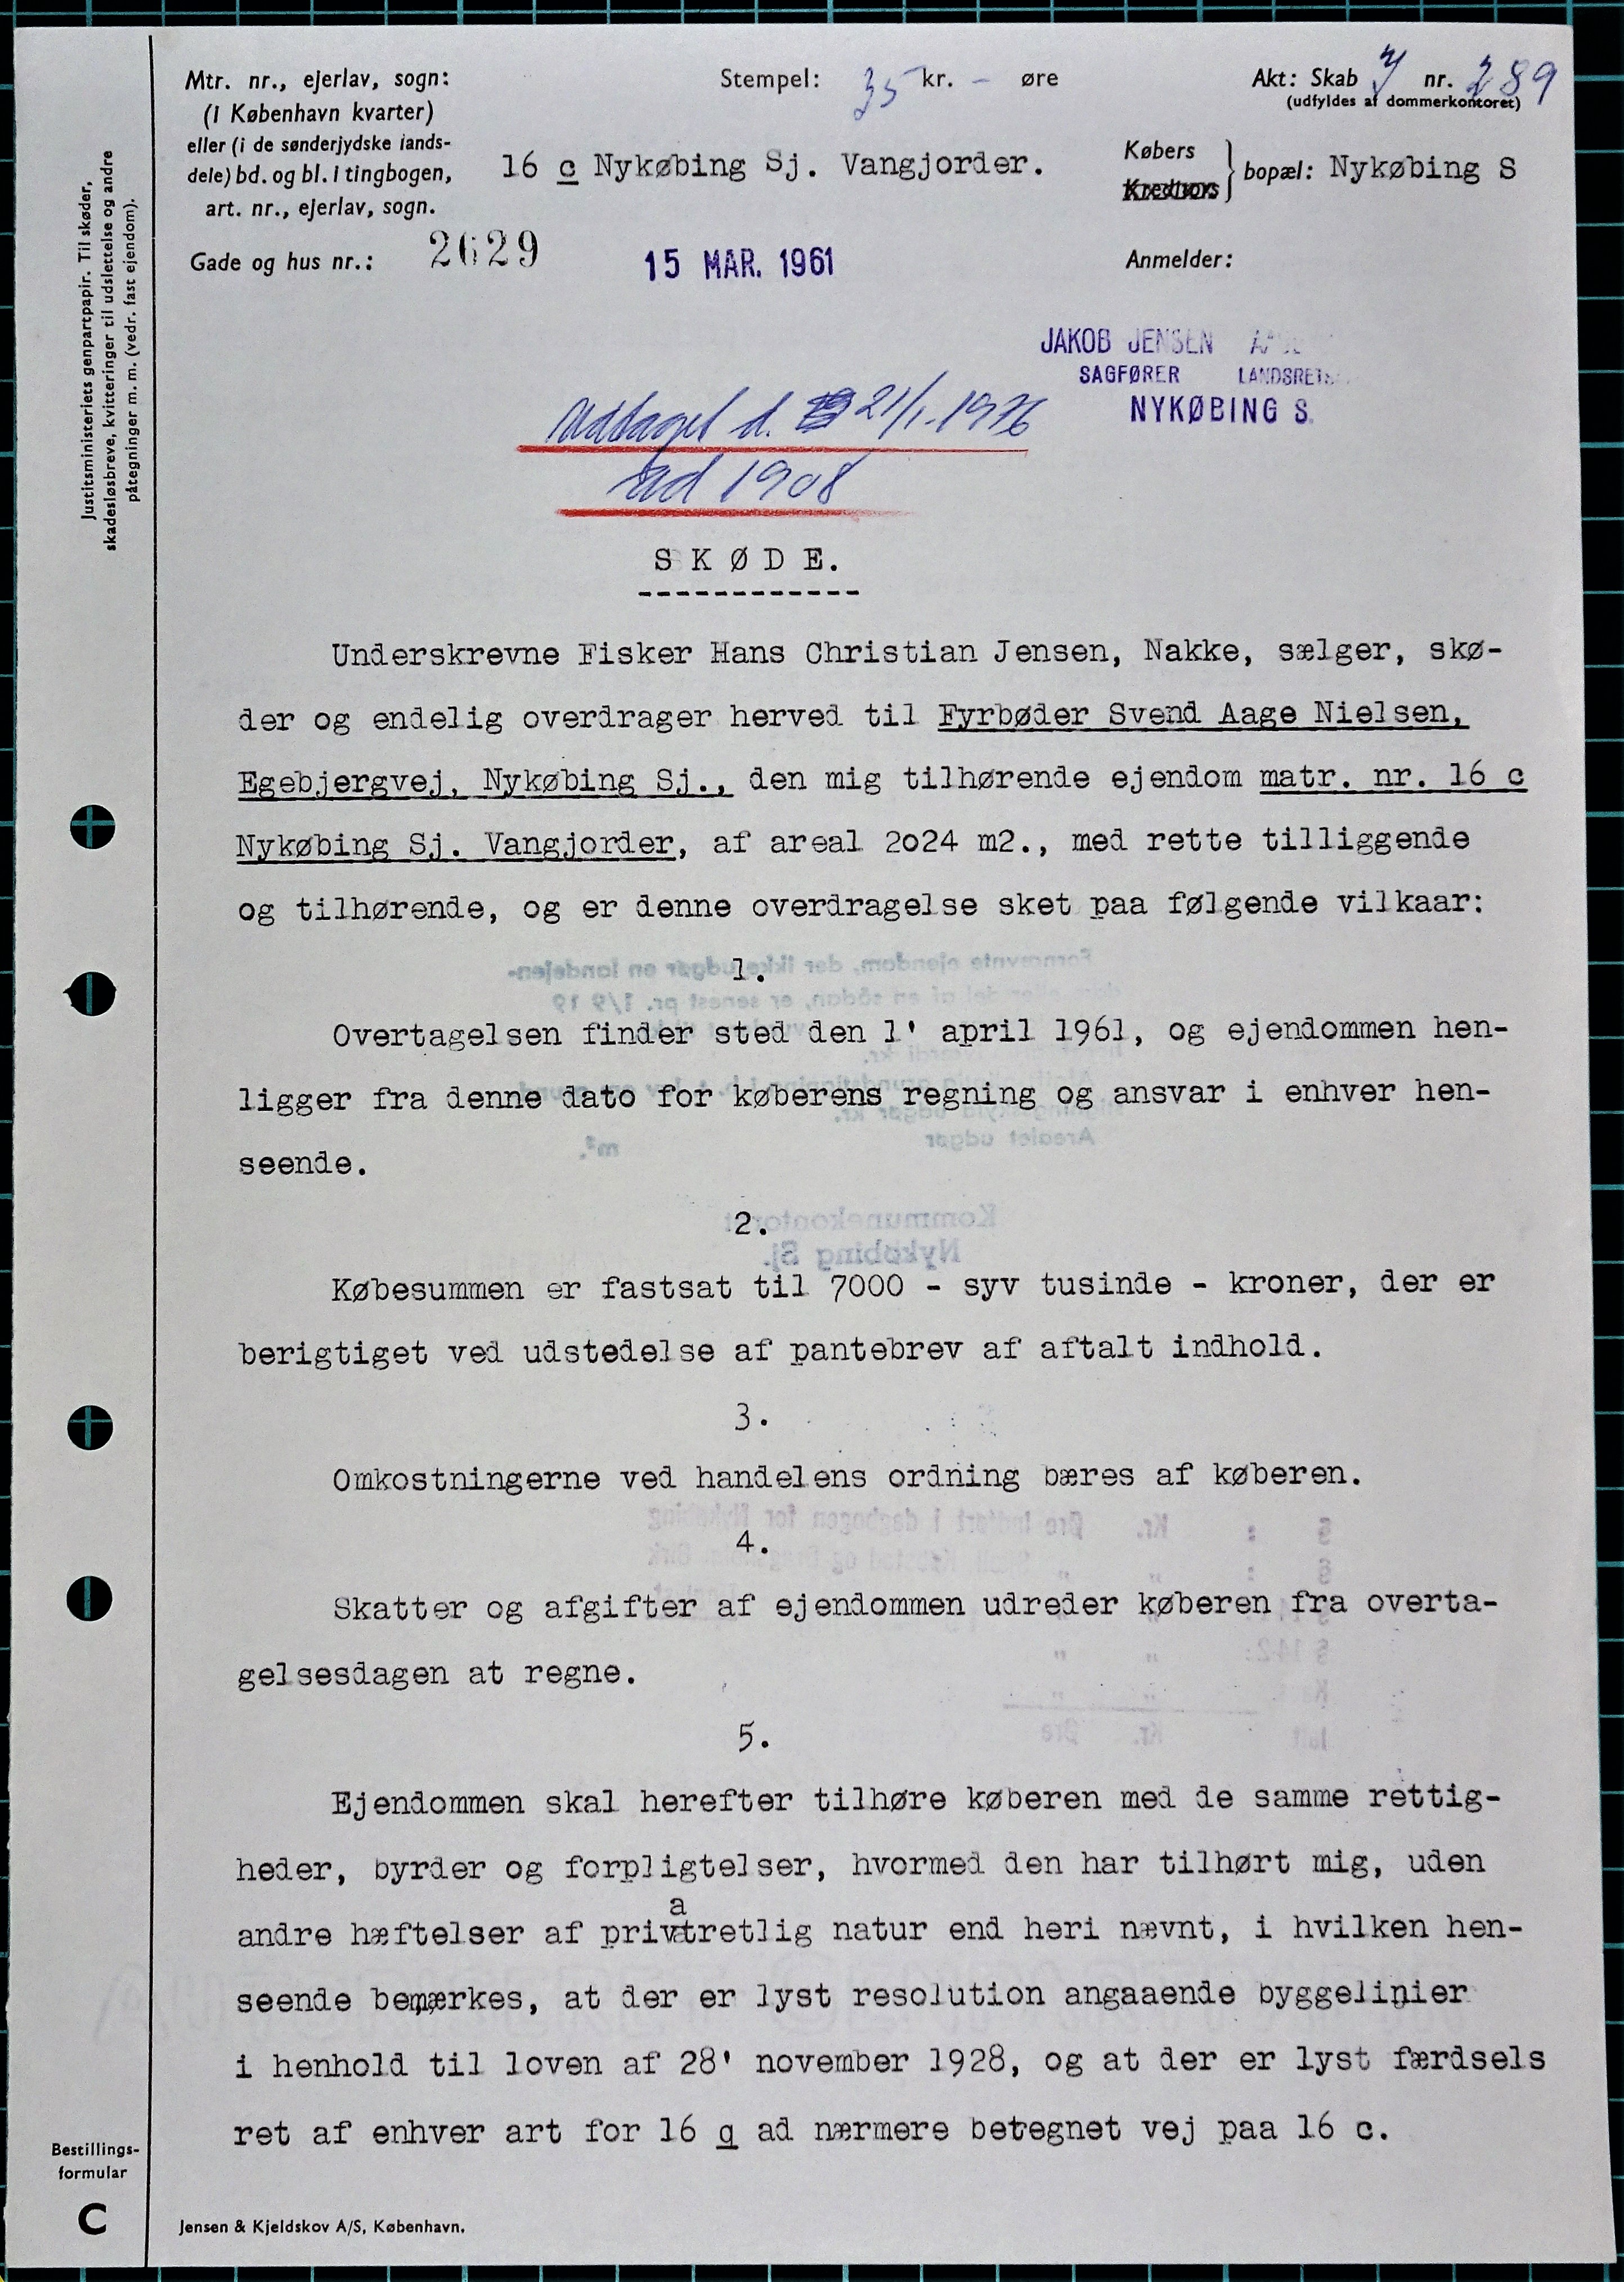 Mtr. nr., ejerlav, sogn:
(I København kvarter)
eller (i de sønderjydske lands-
dele) bd. og bl. i tingbogen,
art. nr., ejerlav, sogn.
Gade og hus nr.:
Stempel: 35 kr. - øre
Akt: Skab Y nr. 289
(udfyldes af dommerkontoret)
16 c Nykøbing Sj. Vangjorder.
Købers
Kreditors
bopæl: Nykøbing S
2629
15 MAR. 1961
Anmelder:
JAKOB JENSEN
SAGFØRER LANDSRETS
NYKØBING S.
Udtaget d. 21/1-1976
ad 1908
Justitsministeriets genpartpapir. Til skøder,
skadesløsbreve, kvitteringer til udslettelse og andre
påtegninger m. m. (vedr. fast ejendom).
SKØDE.
Underskrevne Fisker Hans Christian Jensen, Nakke, sælger, skø-
der og endelig overdrager herved til Fyrbøder Svend Aage Nielsen,
Egebjergvej, Nykøbing Sj., den mig tilhørende ejendom matr. nr. 16 c
Nykøbing Sj. Vangjorder, af areal 2o24 m2., med rette tilliggende
og tilhørende, og er denne overdragelse sket paa følgende vilkaar:
1.
Overtagelsen finder sted den 1' april 1961, og ejendommen hen-
ligger fra denne dato for køberens regning og ansvar i enhver hen-
seende.
2.
Købesummen er fastsat til 7000 - syv tusinde - kroner, der er
berigtiget ved udstedelse af pantebrev af aftalt indhold.
3.
Omkostningerne ved handelens ordning bæres af køberen.
4.
Skatter og afgifter af ejendommen udreder køberen fra overta-
gelsesdagen at regne.
5.
Ejendommen skal herefter tilhøre køberen med de samme rettig-
heder, byrder og forpligtelser, hvormed den har tilhørt mig, uden
andre hæftelser af privatretlig natur end heri nævnt, i hvilken hen-
seende bemærkes, at der er lyst resolution angaaende byggelinier
i henhold til loven af 28' november 1928, og at der er lyst færdsels
ret af enhver art for 16 q ad nærmere betegnet vej paa 16 c.
Bestillings-
formular
C
Jensen & Kjeldskov A/S, København.